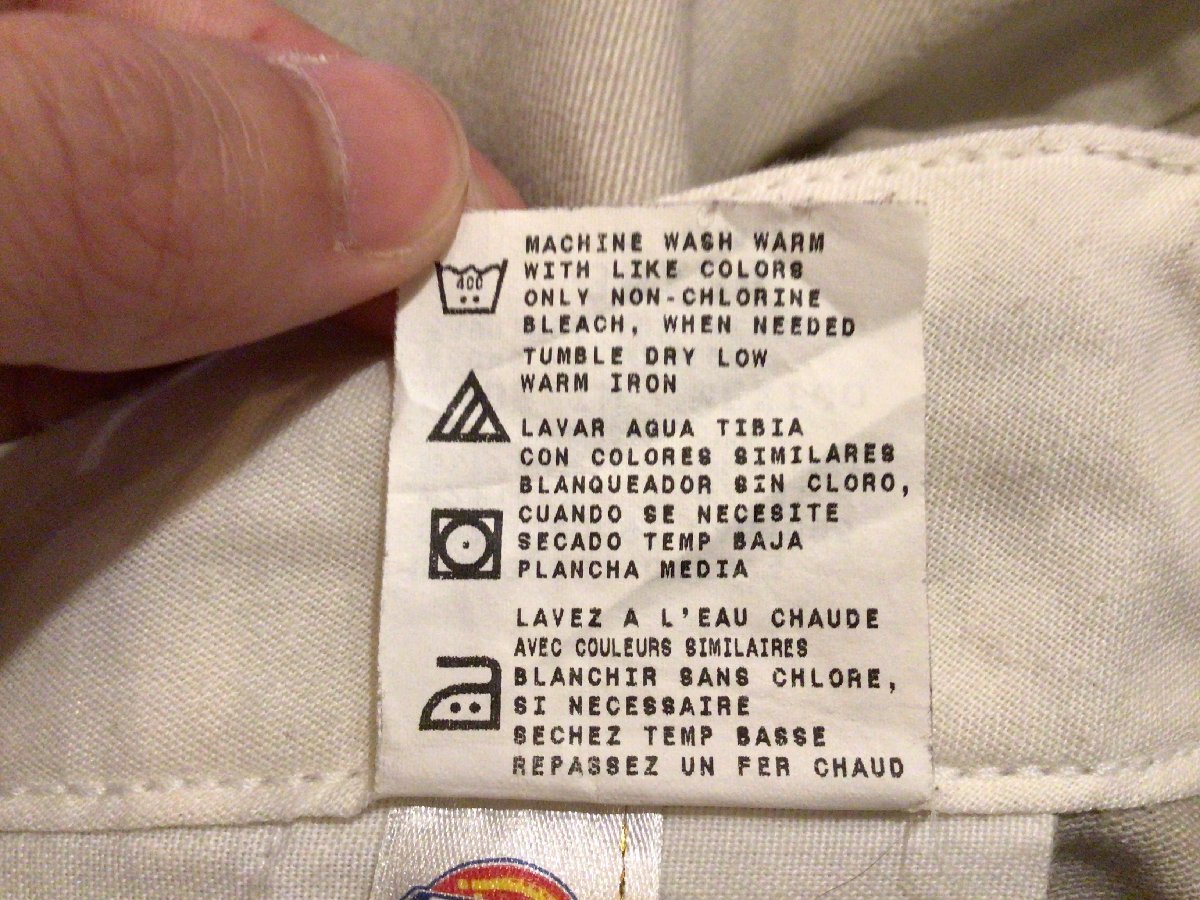 400
MACHINE WASH WARM
WITH LIKE COLORS
ONLY NON-CHLORINE
BLEACH, WHEN NEEDED
TUMBLE DRY LOW
WARM IRON
LAVAR AQUA TIBIA
CON COLORES SIMILARES
BLANQUEADOR SIN CLORO,
CUANDO SE NECESITE
SECADO TEMP BAJA
PLANCHA MEDIA
LAVEZ A L'EAU CHAUDE
AVEC COULEURS SIMILAIRES
BLANCHIR SANS CHLORE,
SI NECESSAIRE
SECHEZ TEMP BASSE
REPASSEZ UN FER CHAUD